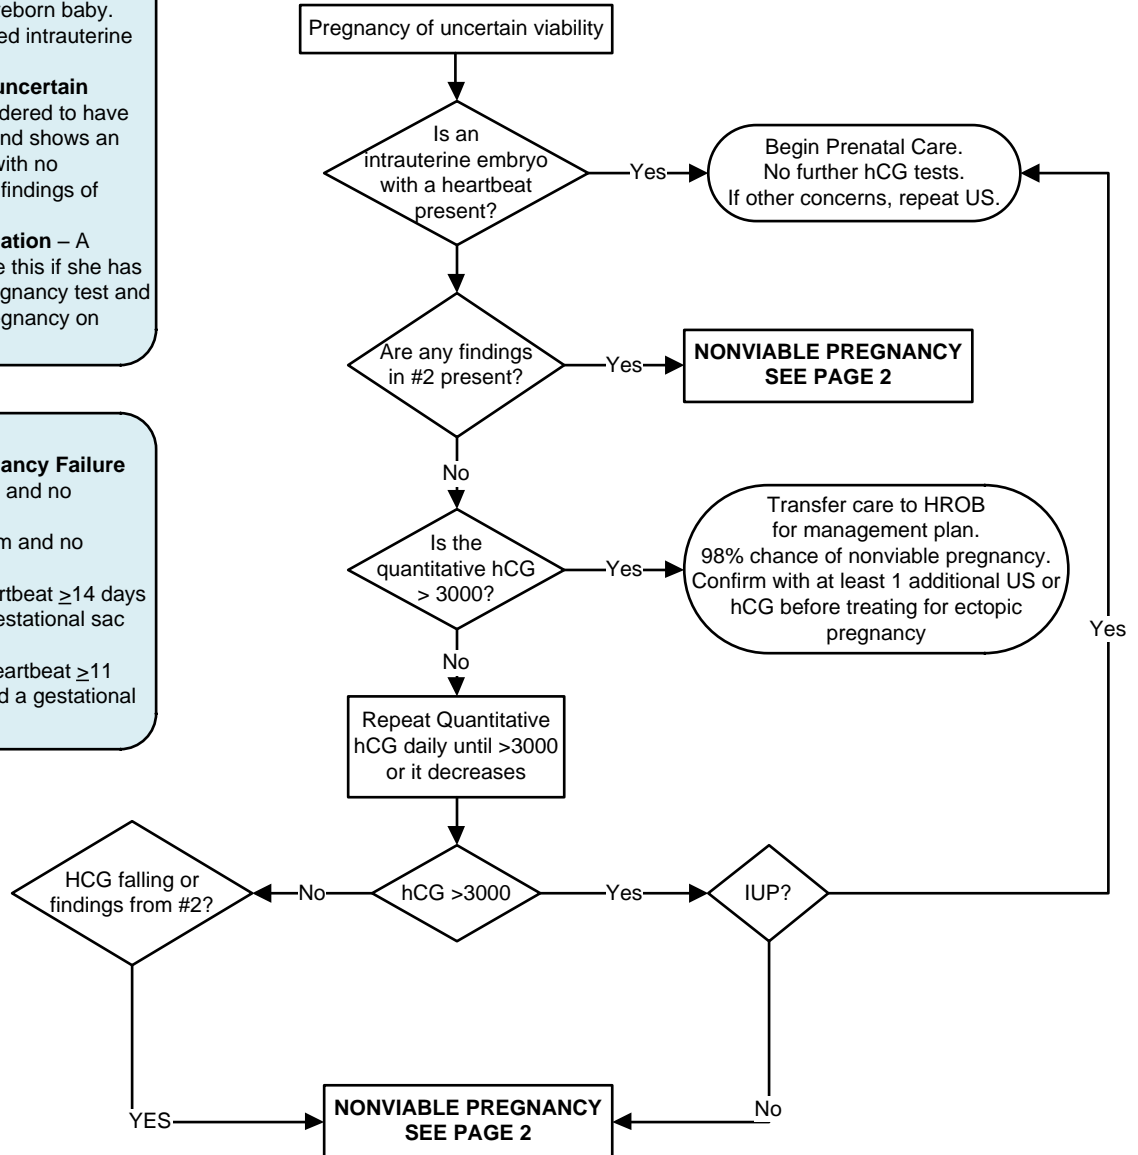 eborn baby.
ed intrauterine
uncertain
dered to have
nd shows an
with no
findings of
ation – A
e this if she has
gnancy test and
egnancy on
ancy Failure
and no
m and no
rtbeat ≥14 days
estational sac
eartbeat ≥11
d a gestational
Pregnancy of uncertain viability
Is an
intrauterine embryo
with a heartbeat
present?
Yes
Begin Prenatal Care.
No further hCG tests.
If other concerns, repeat US.
Are any findings
in #2 present?
Yes
NONVIABLE PREGNANCY
SEE PAGE 2
No
Is the
quantitative hCG
> 3000?
Yes
Transfer care to HROB
for management plan.
98% chance of nonviable pregnancy.
Confirm with at least 1 additional US or
hCG before treating for ectopic
pregnancy
Yes
No
Repeat Quantitative
hCG daily until >3000
or it decreases
HCG falling or
findings from #2?
No
hCG >3000
Yes
IUP?
YES
NONVIABLE PREGNANCY
SEE PAGE 2
No